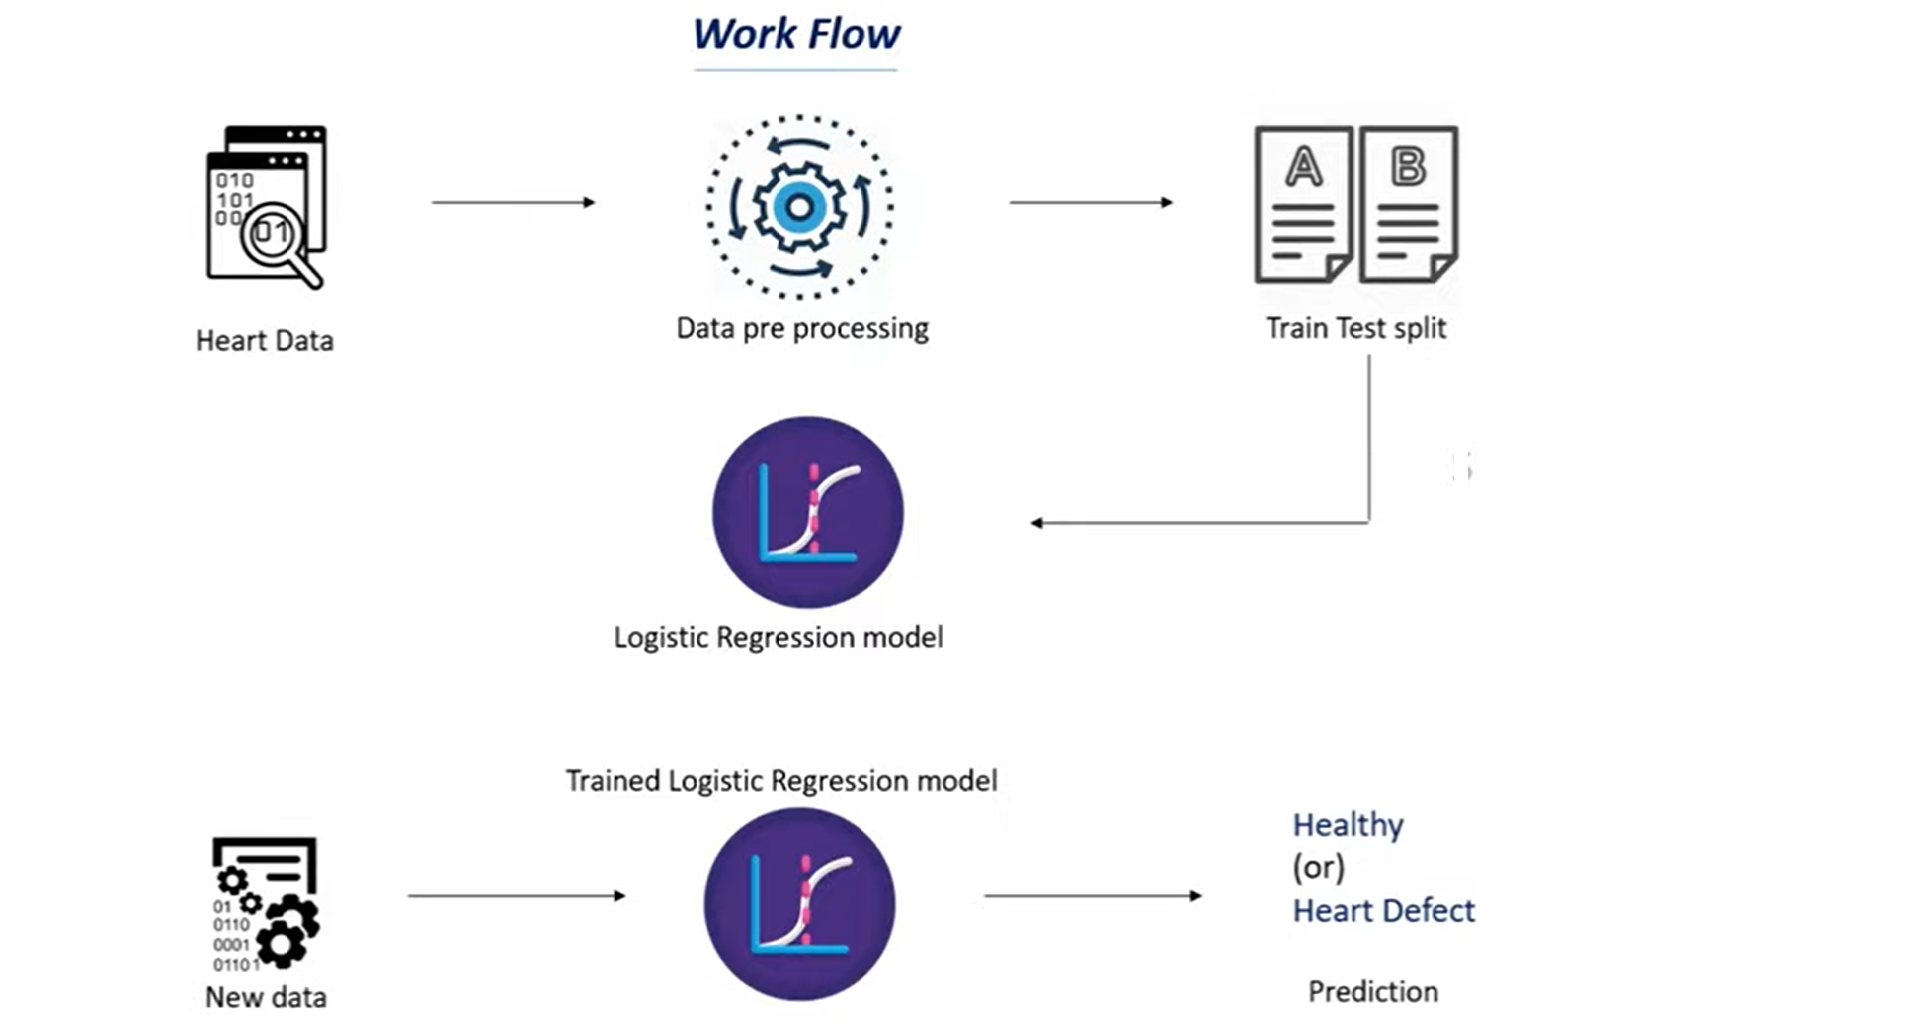 Work Flow
010
101
00
01
A
B
Heart Data
Data pre processing
Train Test split
Logistic Regression model
Trained Logistic Regression model
Healthy
(or)
Heart Defect
01
0110
0001
01101
New data
Prediction